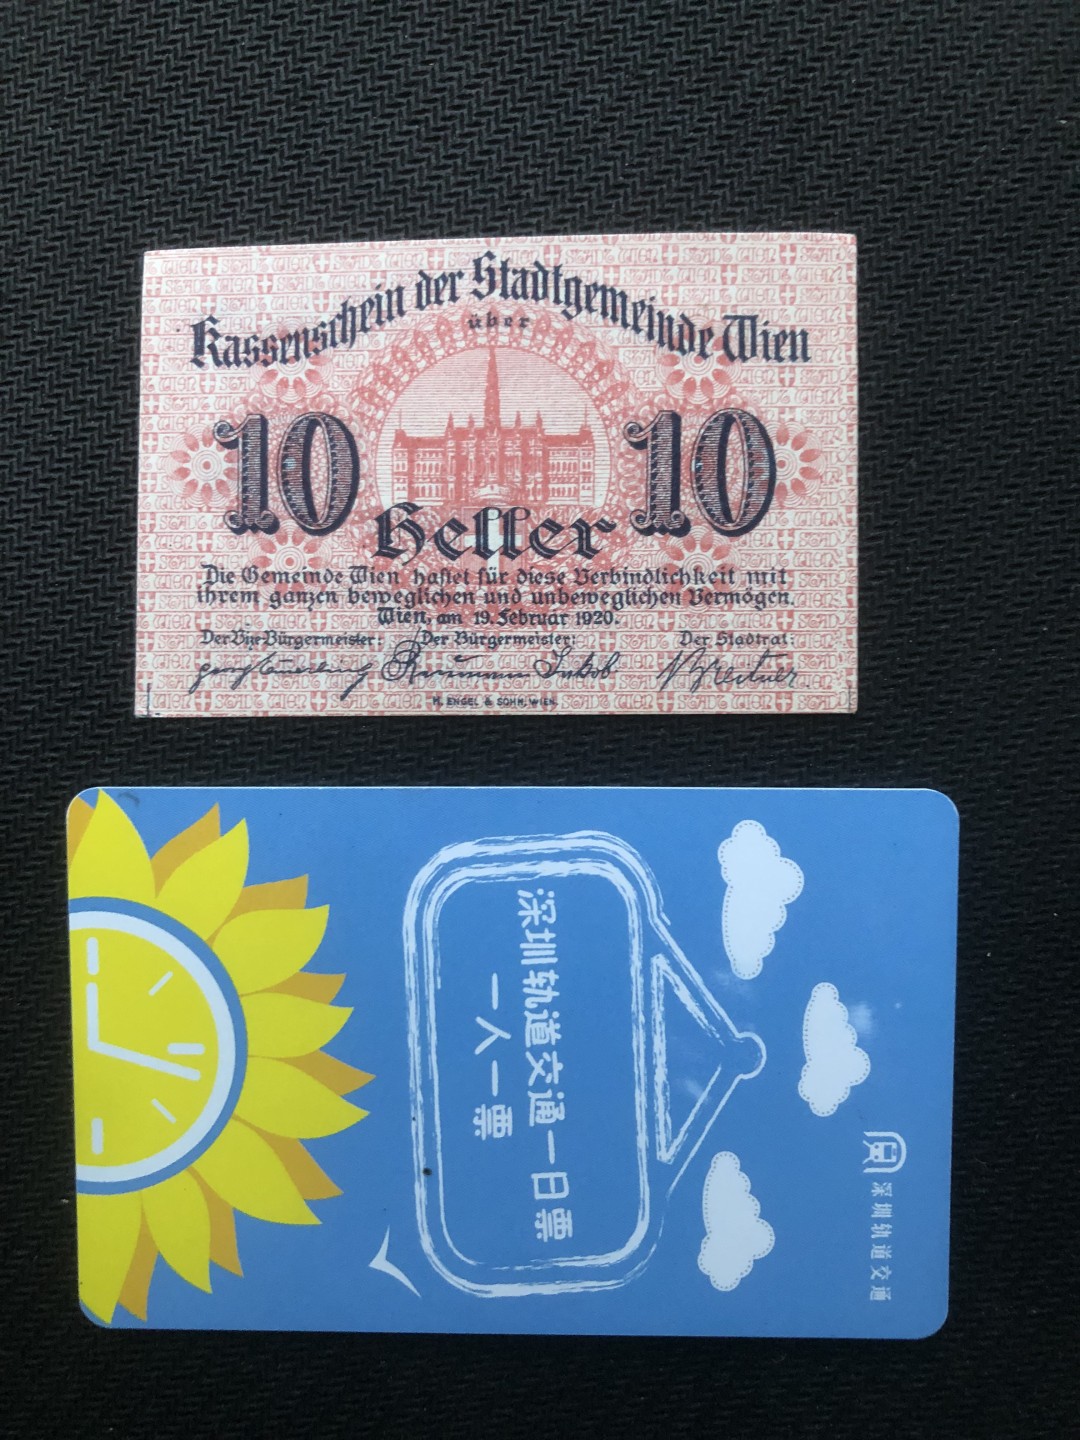 Kassenschein der Stadtgemeinde Wien
über
10 10
Heller
Die Gemeinde Wien haftet für diese Verbindlichkeit mit
ihrem ganzen beweglichen und unbeweglichen Vermögen.
Wien, am 19. Februar 1920.
Der Vize-Bürgermeister: Der Bürgermeister: Der Stadtrat:
H. ENGEL & SOHN, WIEN.
深圳轨道交通
深圳轨道交通一日票
一人一票